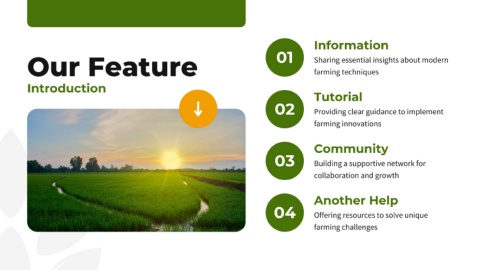 Our Feature
Introduction
01
Information
Sharing essential insights about modern
farming techniques
02
Tutorial
Providing clear guidance to implement
farming innovations
03
Community
Building a supportive network for
collaboration and growth
04
Another Help
Offering resources to solve unique
farming challenges